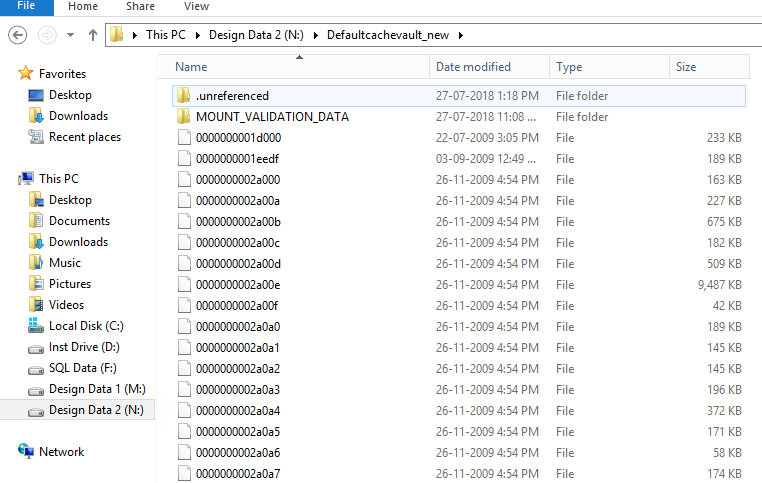 File Home Share View
This PC Design Data 2 (N:) Defaultcachevault_new
Name Date modified Type Size
Favorites
Desktop
Downloads
Recent places
This PC
Desktop
Documents
Downloads
Music
Pictures
Videos
Local Disk (C:)
Inst Drive (D:)
SQL Data (F:)
Design Data 1 (M:)
Design Data 2 (N:)
Network
.unreferenced 27-07-2018 1:18 PM File folder
MOUNT_VALIDATION_DATA 27-07-2018 11:08 ... File folder
0000000001d000 22-07-2009 3:05 PM File 233 KB
0000000001eedf 03-09-2009 12:49 ... File 189 KB
0000000002a000 26-11-2009 4:54 PM File 163 KB
0000000002a00a 26-11-2009 4:54 PM File 227 KB
0000000002a00b 26-11-2009 4:54 PM File 675 KB
0000000002a00c 26-11-2009 4:54 PM File 182 KB
0000000002a00d 26-11-2009 4:54 PM File 509 KB
0000000002a00e 26-11-2009 4:54 PM File 9,487 KB
0000000002a00f 26-11-2009 4:54 PM File 42 KB
0000000002a0a0 26-11-2009 4:54 PM File 189 KB
0000000002a0a1 26-11-2009 4:54 PM File 145 KB
0000000002a0a2 26-11-2009 4:54 PM File 145 KB
0000000002a0a3 26-11-2009 4:54 PM File 196 KB
0000000002a0a4 26-11-2009 4:54 PM File 372 KB
0000000002a0a5 26-11-2009 4:54 PM File 171 KB
0000000002a0a6 26-11-2009 4:54 PM File 58 KB
0000000002a0a7 26-11-2009 4:54 PM File 174 KB